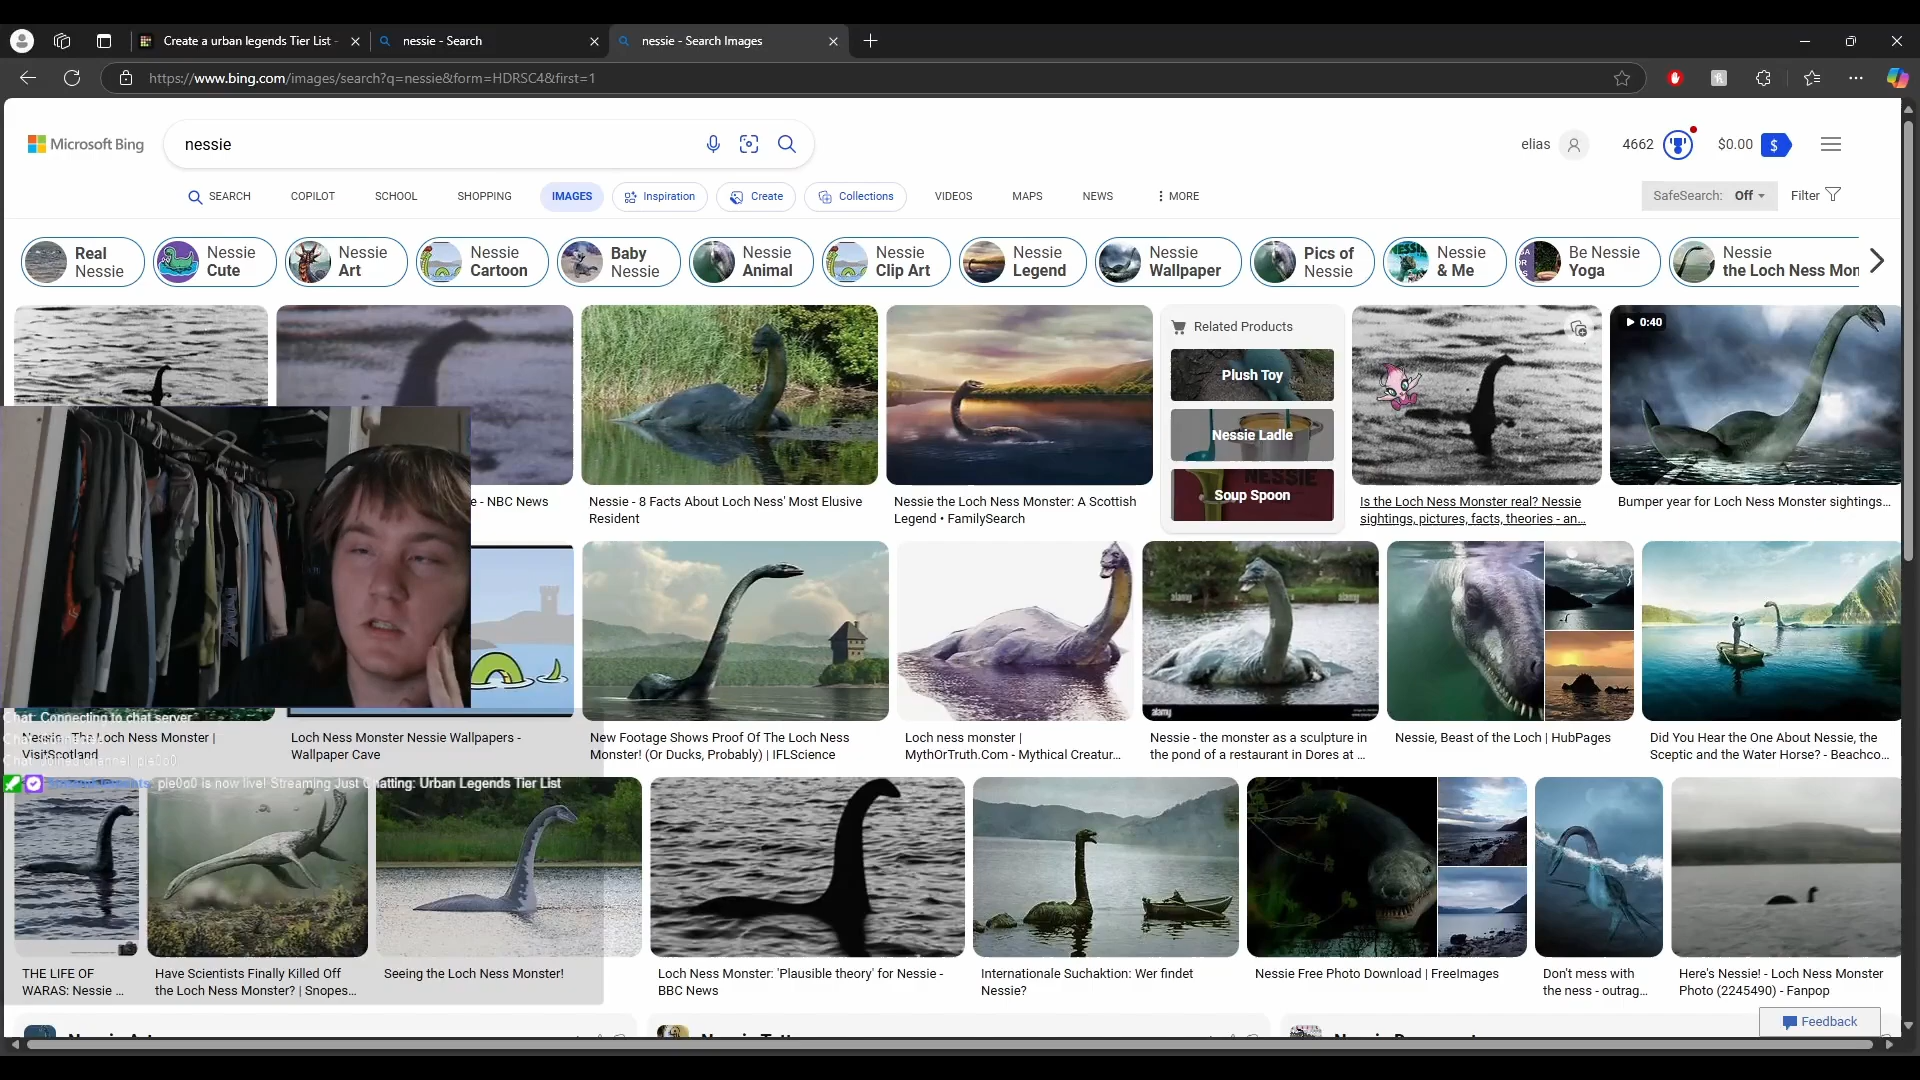 Create a urban legends Tier List -
nessie - Search
nessie - Search Images
https://www.bing.com/images/search?q=nessie&form=HDRSC4&first=1
Microsoft Bing
nessie
elias
4662
$0.00
$
SEARCH
COPILOT
SCHOOL
SHOPPING
IMAGES
Inspiration
Create
Collections
VIDEOS
MAPS
NEWS
MORE
SafeSearch: Off
Filter
Real
Nessie
Nessie
Cute
Nessie
Art
Nessie
Cartoon
Baby
Nessie
Nessie
Animal
Nessie
Clip Art
Nessie
Legend
Nessie
Wallpaper
Pics of
Nessie
Nessie
& Me
Be Nessie
Yoga
Nessie
the Loch Ness Mon
Related Products
Plush Toy
Nessie Ladle
NESSIE
Soup Spoon
0:40
e - NBC News
Nessie - 8 Facts About Loch Ness' Most Elusive
Resident
Nessie the Loch Ness Monster: A Scottish
Legend • FamilySearch
Is the Loch Ness Monster real? Nessie
sightings, pictures, facts, theories - an...
Bumper year for Loch Ness Monster sightings...
alamy
alamy
alamy
Chat: Connecting to chat server
Nessie - The Loch Ness Monster |
VisitScotland
Chat: Joined channel: pie0o0
Loch Ness Monster Nessie Wallpapers -
Wallpaper Cave
New Footage Shows Proof Of The Loch Ness
Monster! (Or Ducks, Probably) | IFLScience
Loch ness monster |
MythOrTruth.Com - Mythical Creatur...
Nessie - the monster as a sculpture in
the pond of a restaurant in Dores at ...
Nessie, Beast of the Loch | HubPages
Did You Hear the One About Nessie, the
Sceptic and the Water Horse? - Beachco...
pie0o0 is now live! Streaming Just Chatting: Urban Legends Tier List
THE LIFE OF
WARAS: Nessie ...
Have Scientists Finally Killed Off
the Loch Ness Monster? | Snopes...
Seeing the Loch Ness Monster!
Loch Ness Monster: 'Plausible theory' for Nessie -
BBC News
Internationale Suchaktion: Wer findet
Nessie?
Nessie Free Photo Download | FreeImages
Don't mess with
the ness - outrag...
Here's Nessie! - Loch Ness Monster
Photo (2245490) - Fanpop
Feedback